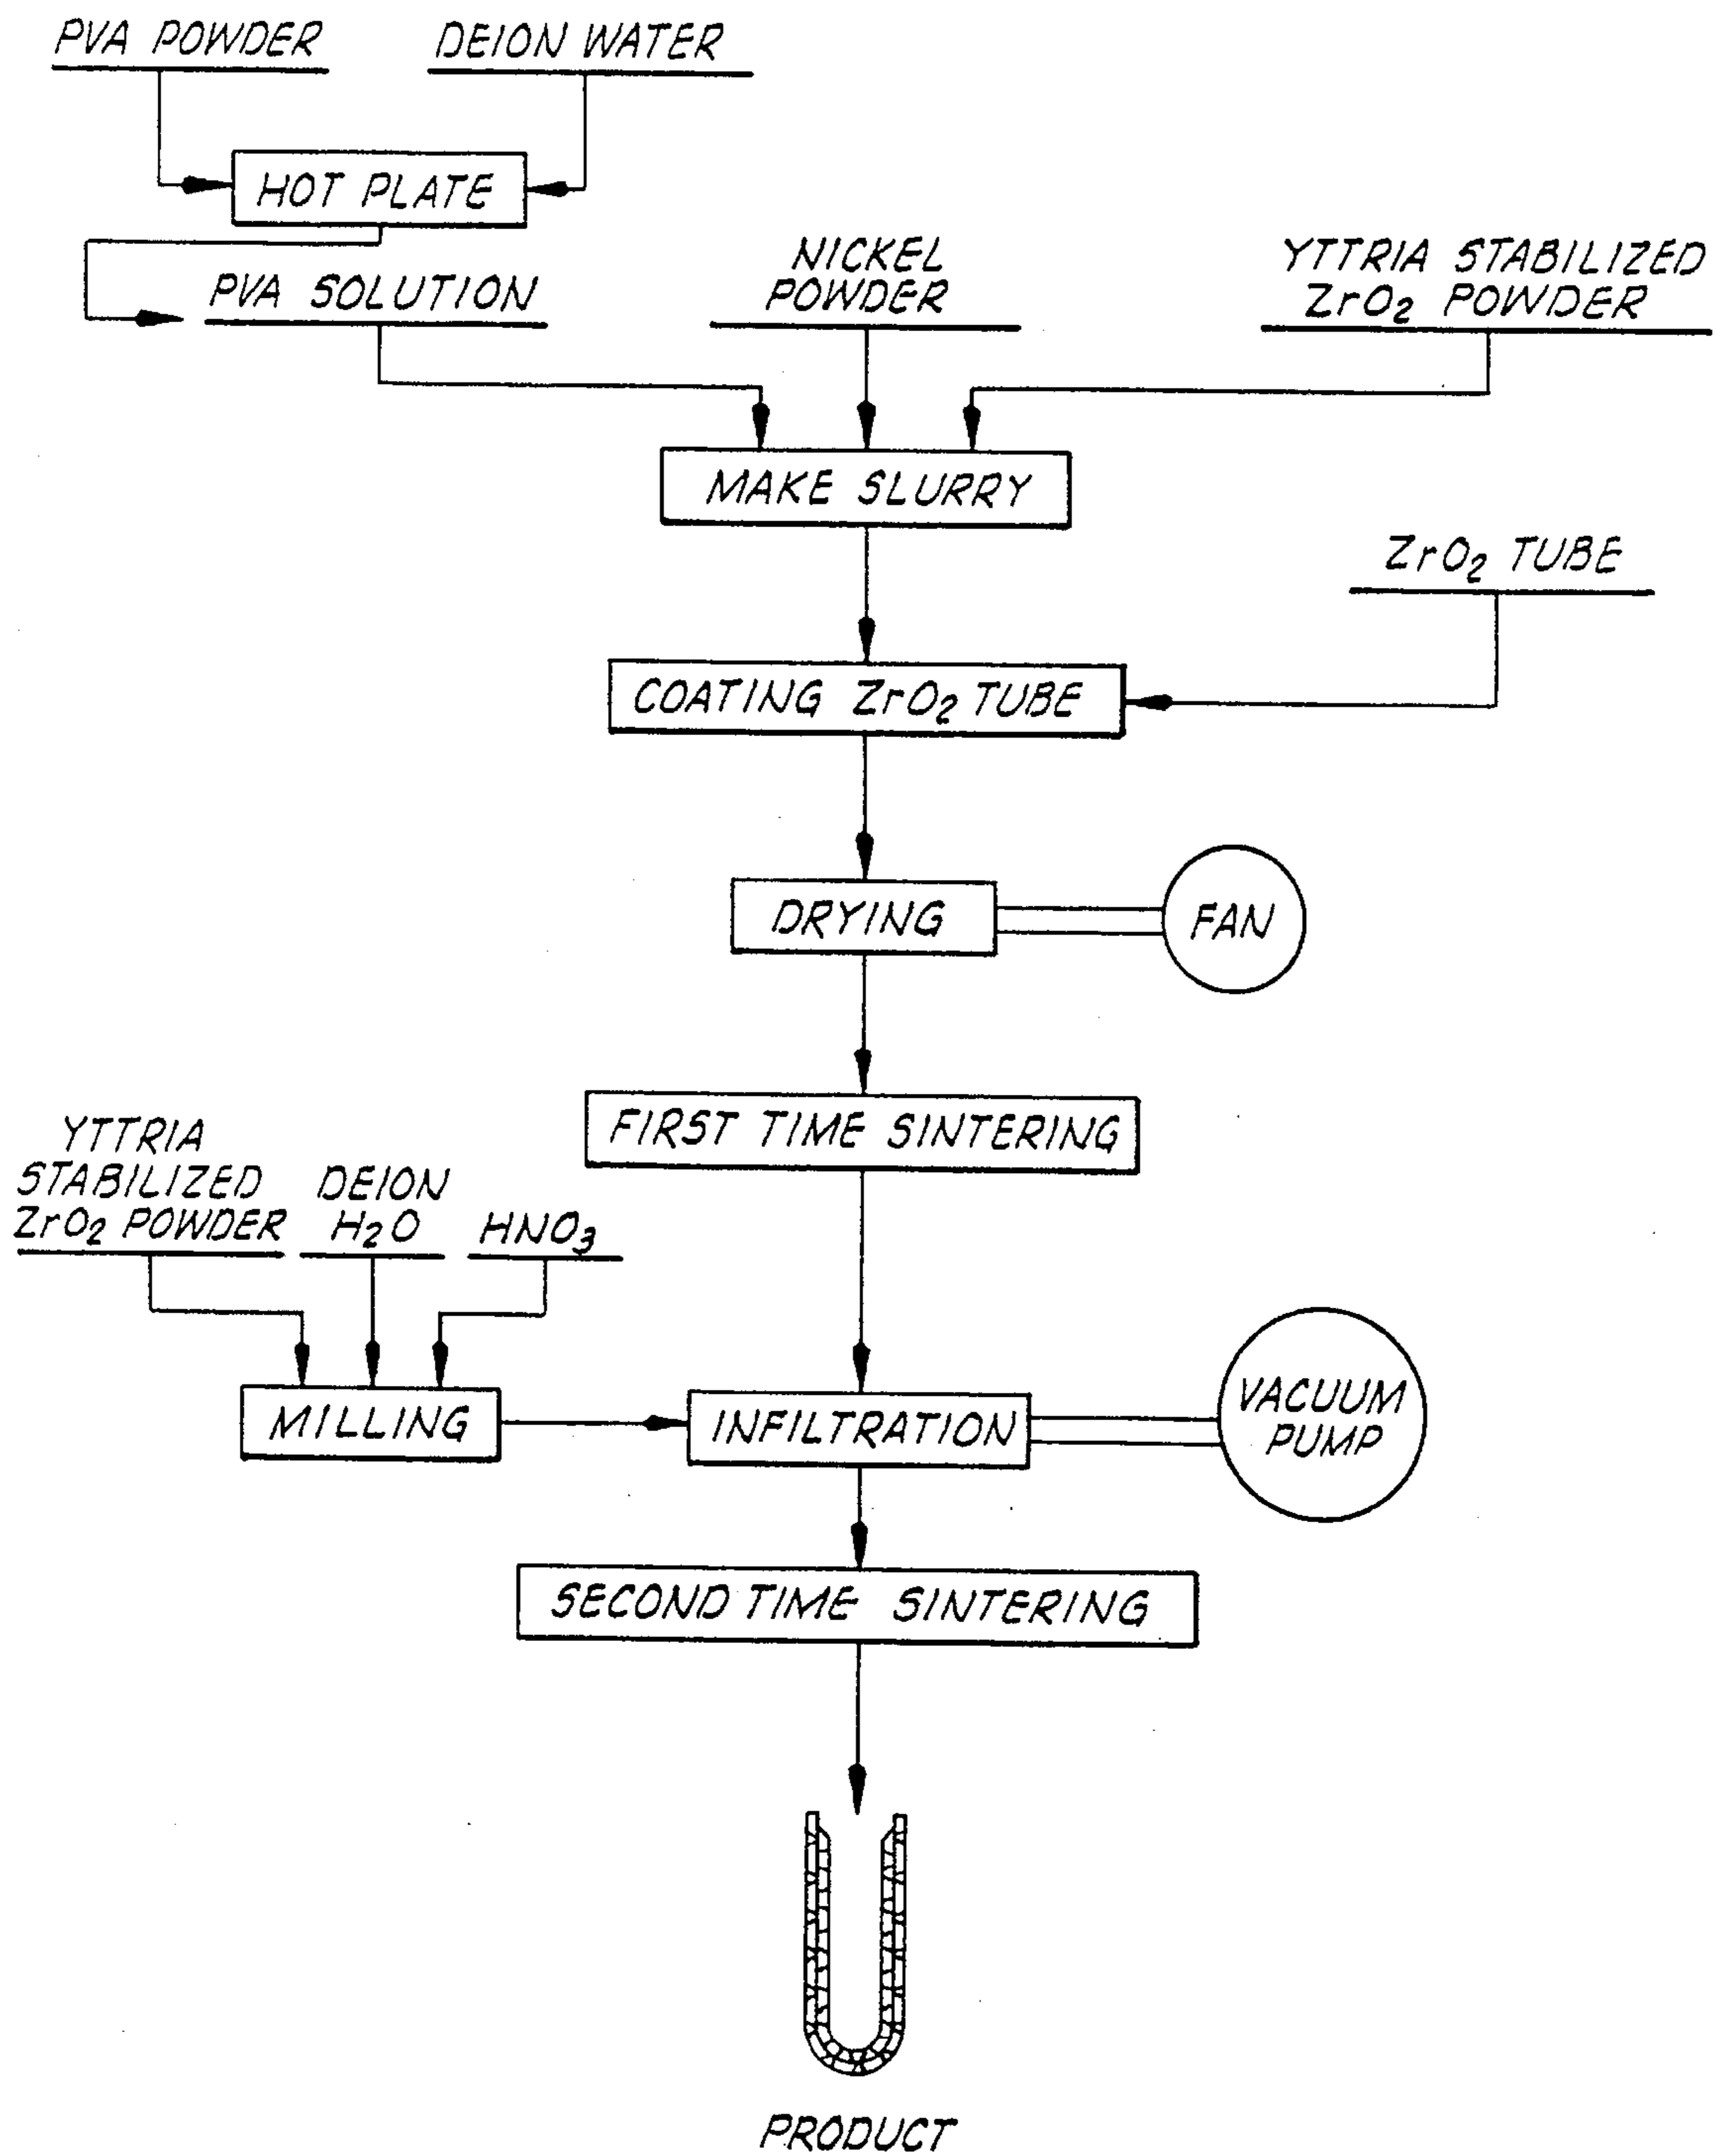 PVA POWDER
DEION WATER
HOT PLATE
PVA SOLUTION
NICKEL
POWDER
YTTRIA STABILIZED
ZrO₂ POWDER
MAKE SLURRY
ZrO₂ TUBE
COATING ZrO₂ TUBE
DRYING
FAN
FIRST TIME SINTERING
YTTRIA
STABILIZED
ZrO₂ POWDER
DEION
H₂O
HNO₃
MILLING
INFILTRATION
VACUUM
PUMP
SECOND TIME SINTERING
PRODUCT